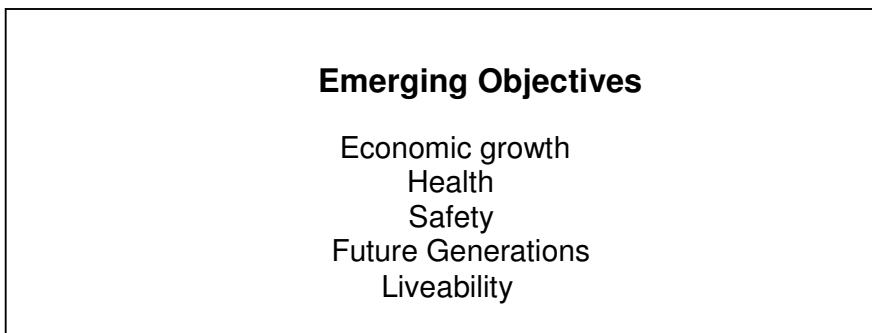 Emerging Objectives
Economic growth
Health
Safety
Future Generations
Liveability